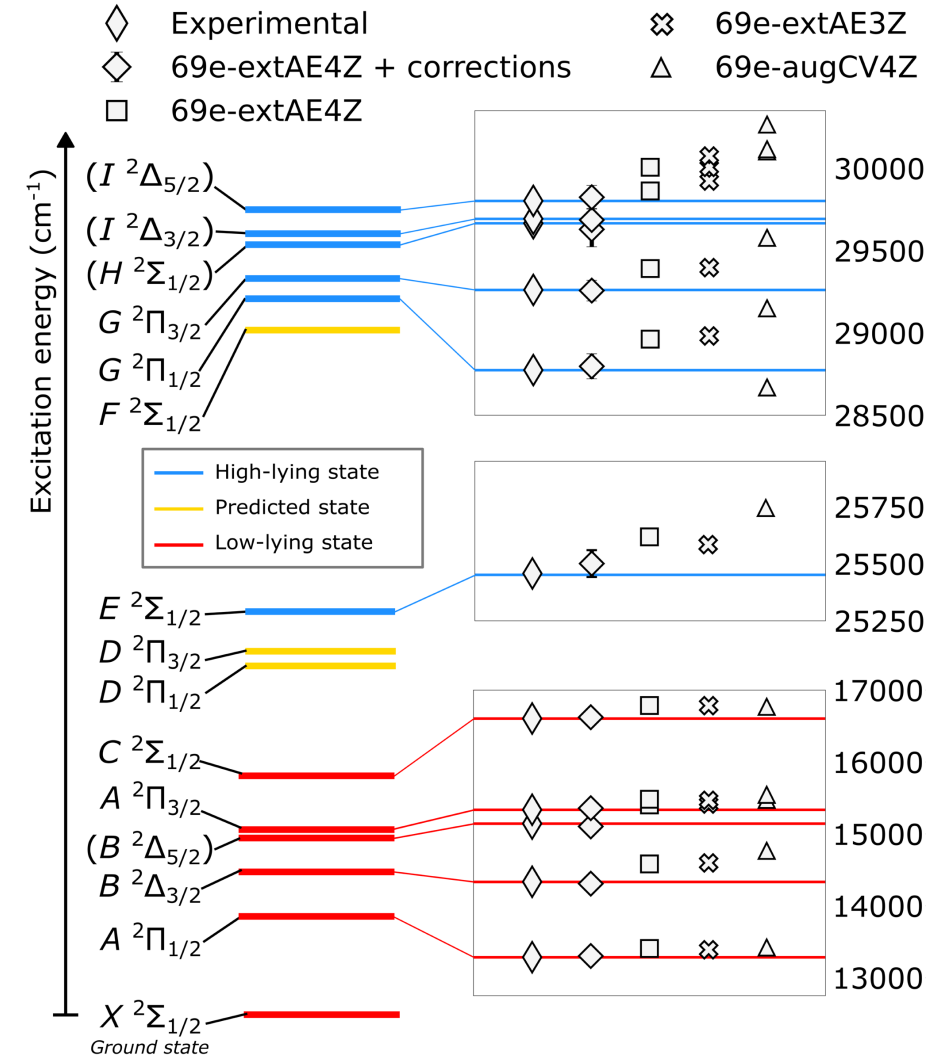 Experimental
69e-extAE4Z + corrections
69e-extAE4Z
69e-extAE3Z
69e-augCV4Z
Excitation energy (cm⁻¹)
(I ²Δ₅/₂)
(I ²Δ₃/₂)
(H ²Σ₁/₂)
G ²Π₃/₂
G ²Π₁/₂
F ²Σ₁/₂
High-lying state
Predicted state
Low-lying state
E ²Σ₁/₂
D ²Π₃/₂
D ²Π₁/₂
C ²Σ₁/₂
A ²Π₃/₂
(B ²Δ₅/₂)
B ²Δ₃/₂
A ²Π₁/₂
X ²Σ₁/₂
Ground state
30000
29500
29000
28500
25750
25500
25250
17000
16000
15000
14000
13000